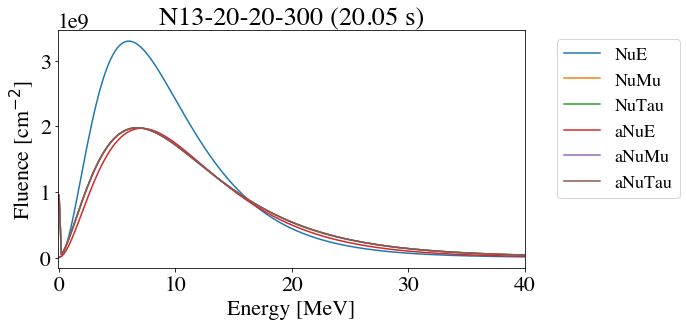 N13-20-20-300 (20.05 s)
1e9
Fluence [cm⁻²]
3
2
1
0
0 10 20 30 40
Energy [MeV]
NuE
NuMu
NuTau
aNuE
aNuMu
aNuTau